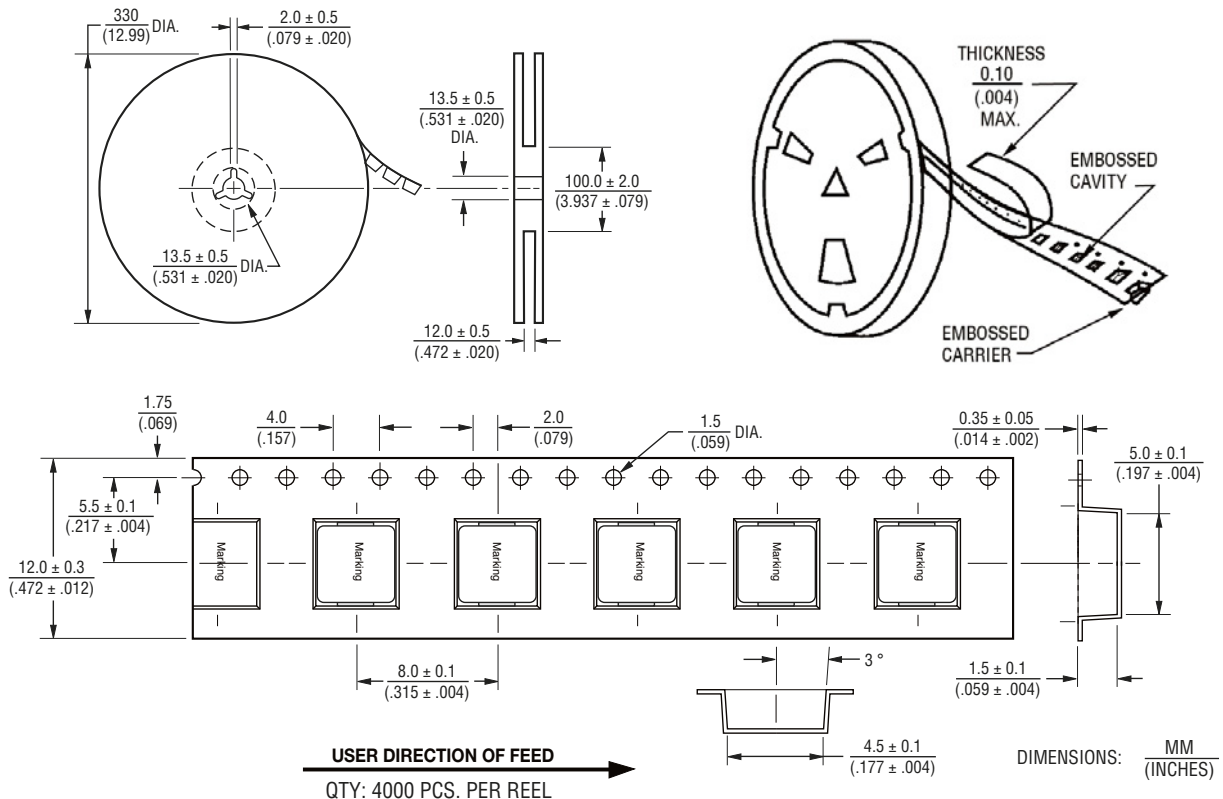 330
(12.99) DIA.
2.0 ± 0.5
(.079 ± .020)
13.5 ± 0.5
(.531 ± .020)
DIA.
100.0 ± 2.0
(3.937 ± .079)
13.5 ± 0.5
(.531 ± .020) DIA.
12.0 ± 0.5
(.472 ± .020)
THICKNESS
0.10
(.004)
MAX.
EMBOSSED
CAVITY
EMBOSSED
CARRIER
1.75
(.069)
4.0
(.157)
2.0
(.079)
1.5
(.059) DIA.
0.35 ± 0.05
(.014 ± .002)
5.0 ± 0.1
(.197 ± .004)
5.5 ± 0.1
(.217 ± .004)
12.0 ± 0.3
(.472 ± .012)
Marking
Marking
Marking
Marking
Marking
Marking
8.0 ± 0.1
(.315 ± .004)
3 °
1.5 ± 0.1
(.059 ± .004)
4.5 ± 0.1
(.177 ± .004)
USER DIRECTION OF FEED
QTY: 4000 PCS. PER REEL
DIMENSIONS: MM
(INCHES)